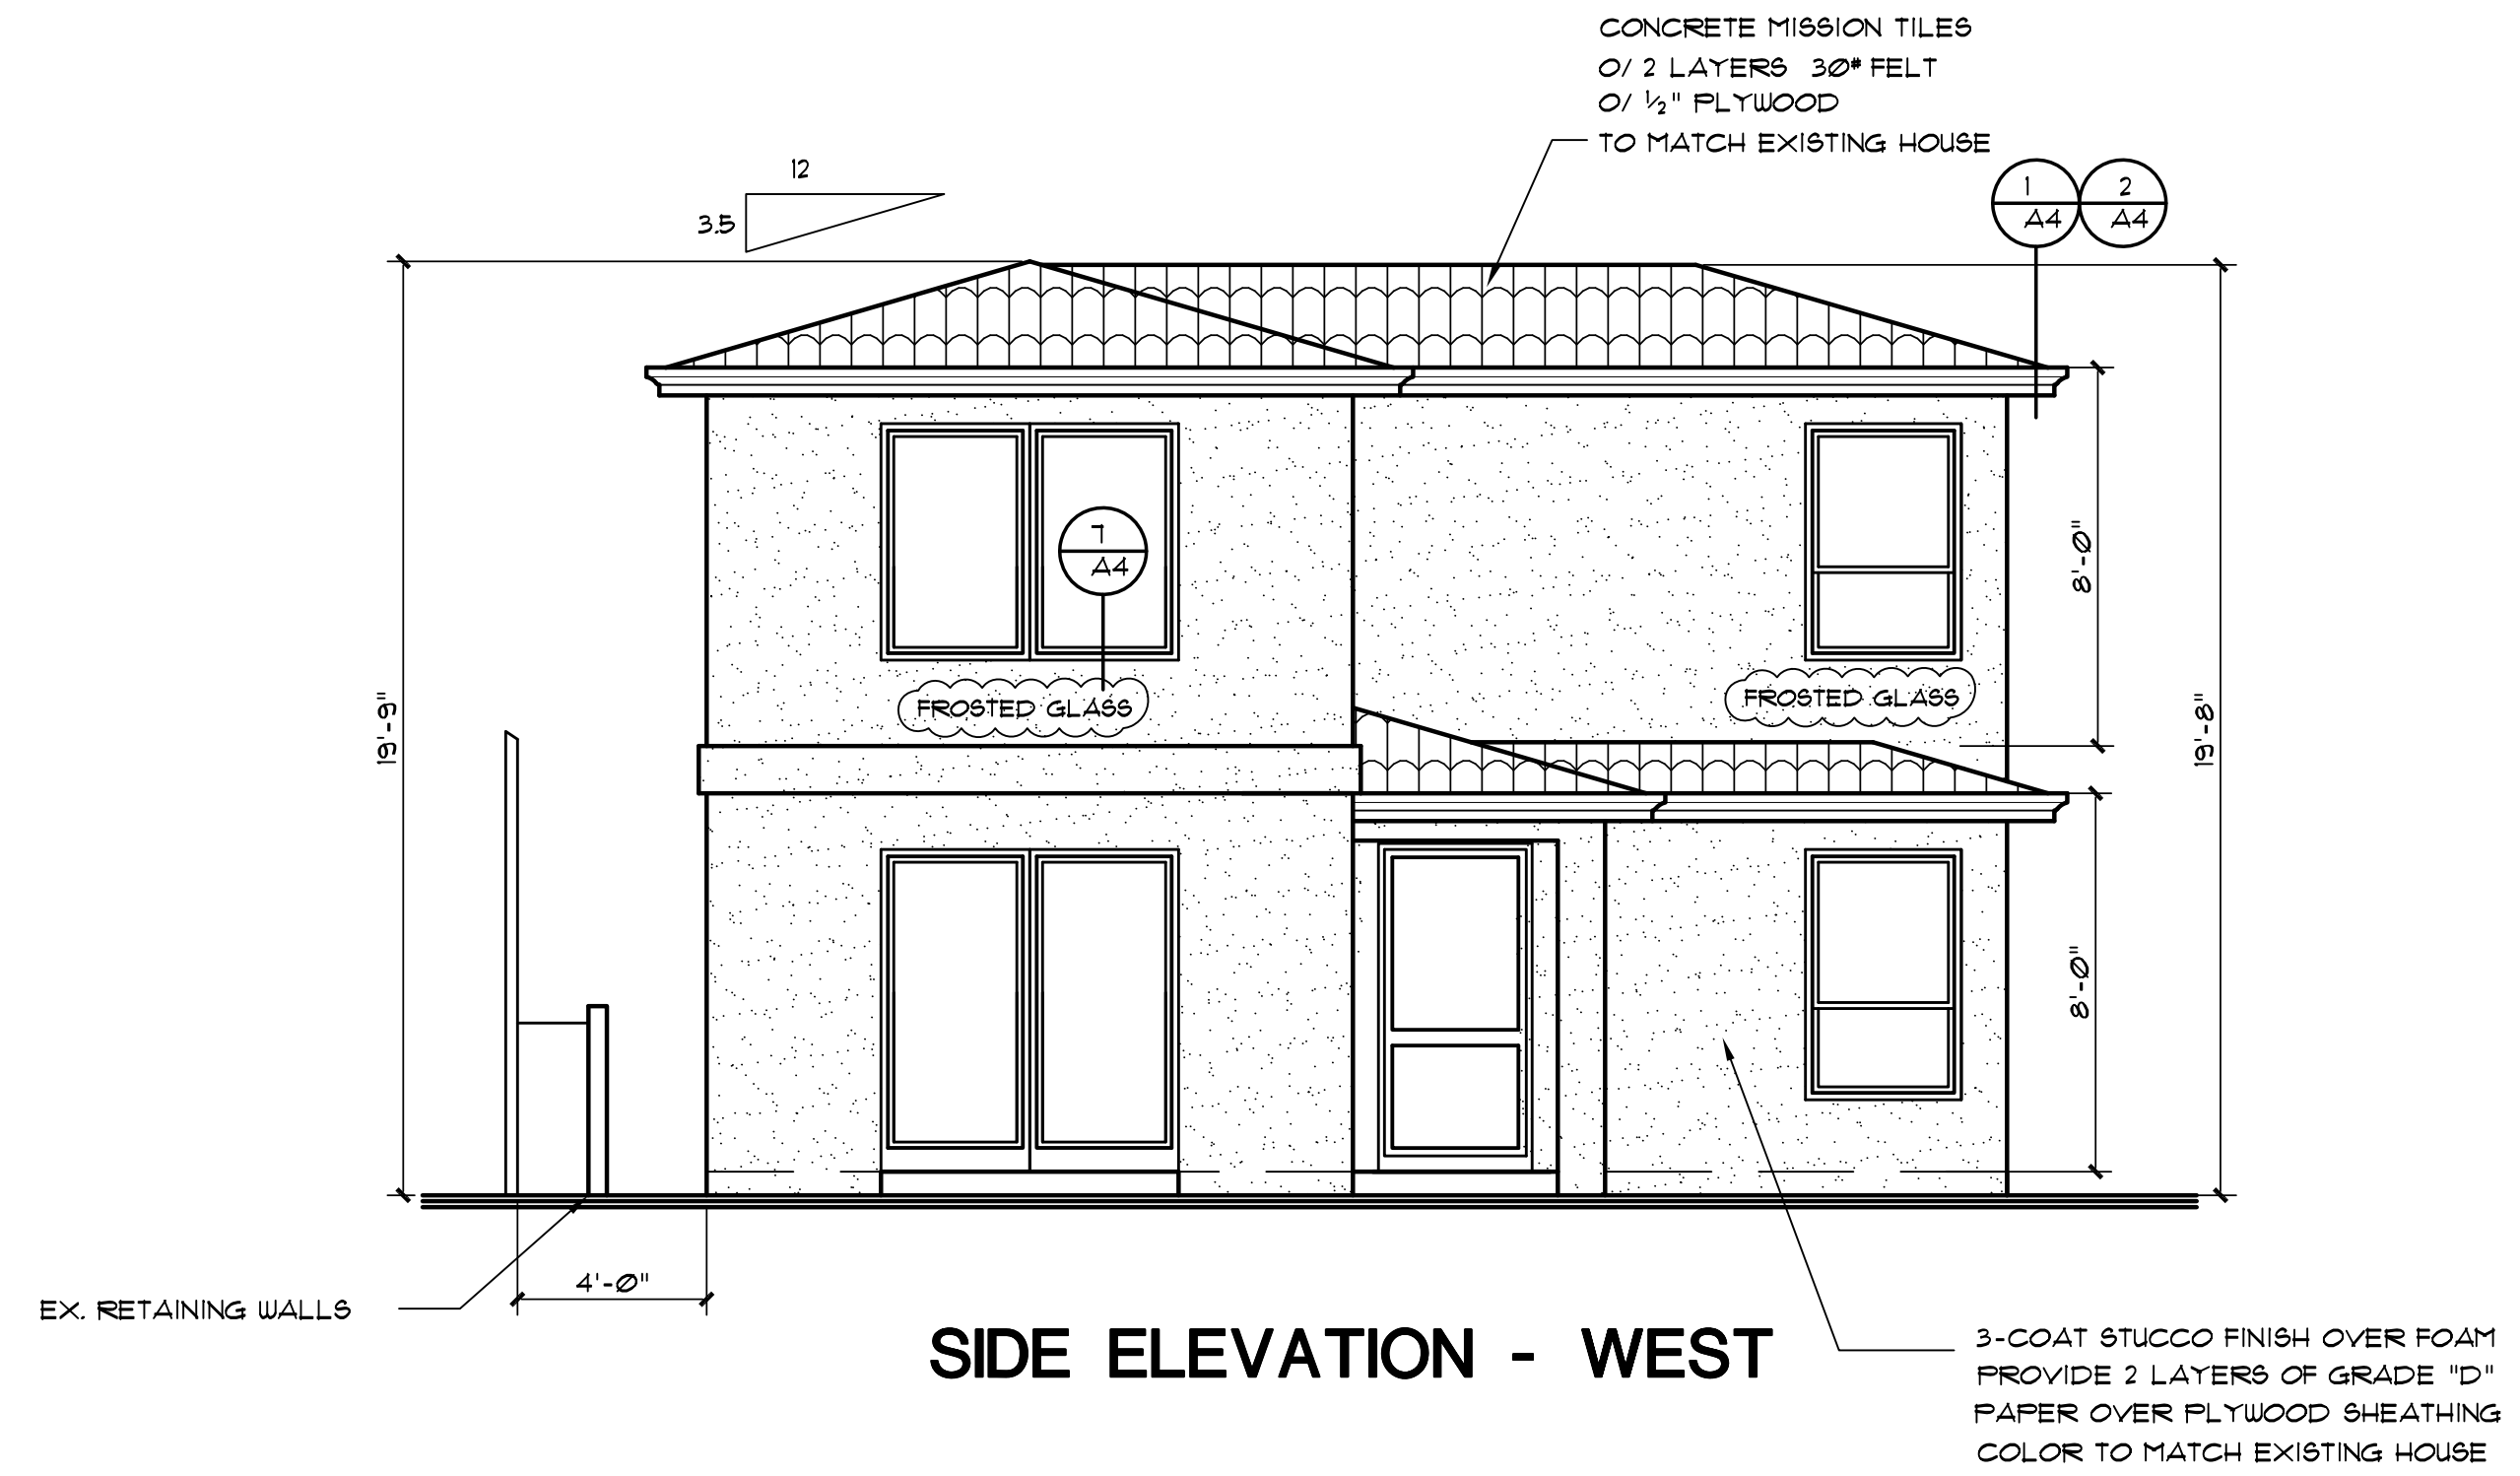 CONCRETE MISSION TILES
O/ 2 LAYERS 30# FELT
O/ ½" PLYWOOD
TO MATCH EXISTING HOUSE
12
3.5
1
A4
2
A4
7
A4
8'-0"
FROSTED GLASS
FROSTED GLASS
19'-9"
19'-8"
8'-0"
4'-0"
EX. RETAINING WALLS
SIDE ELEVATION - WEST
3-COAT STUCCO FINISH OVER FOAM
PROVIDE 2 LAYERS OF GRADE "D"
PAPER OVER PLYWOOD SHEATHING
COLOR TO MATCH EXISTING HOUSE